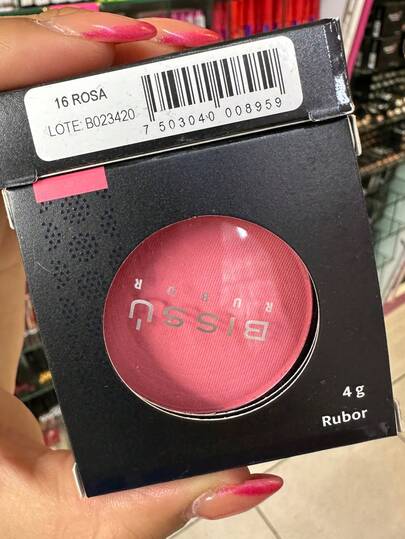 16 ROSA
LOTE: B023420
7 503040 008959
BISSÚ
RUBOR
4 g
Rubor